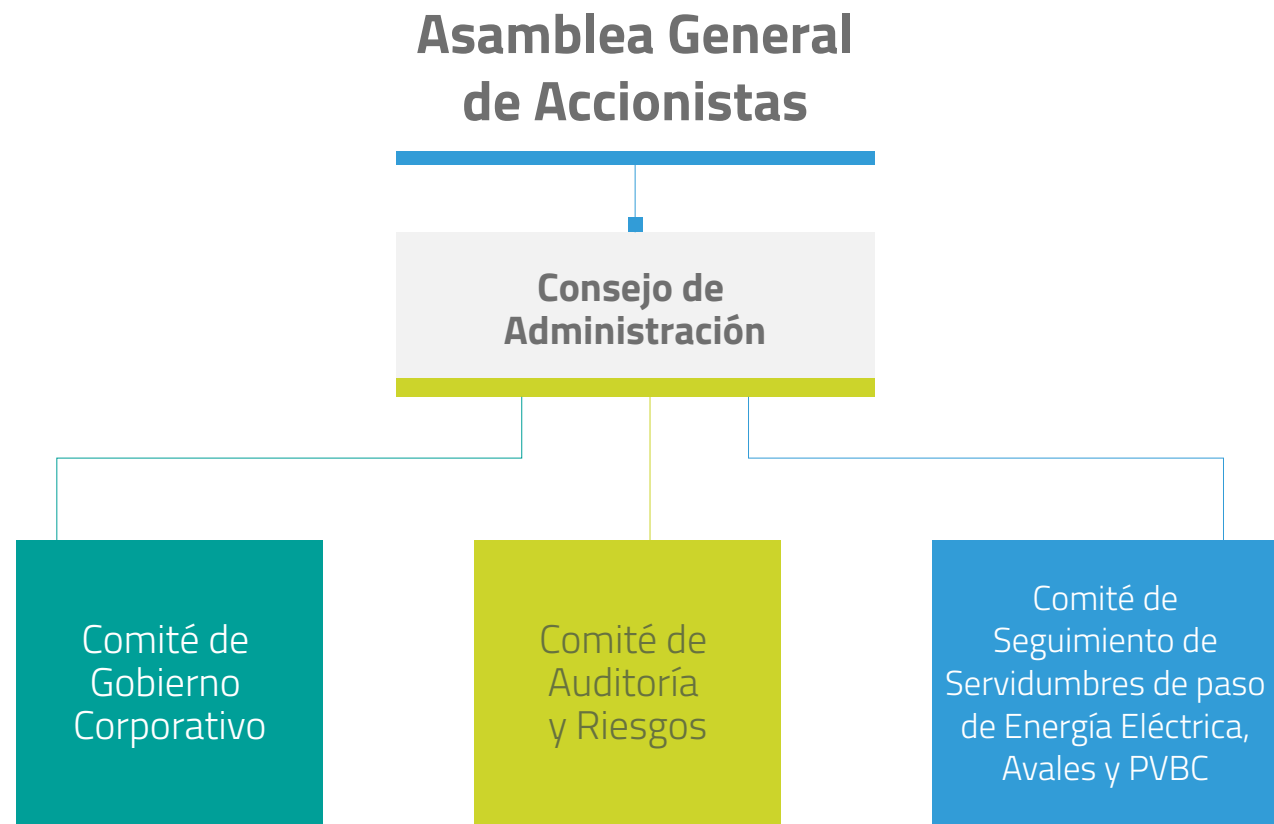 Asamblea General
de Accionistas
Consejo de
Administración
Comité de
Gobierno
Corporativo
Comité de
Auditoría
y Riesgos
Comité de
Seguimiento de
Servidumbres de paso
de Energía Eléctrica,
Avales y PVBC